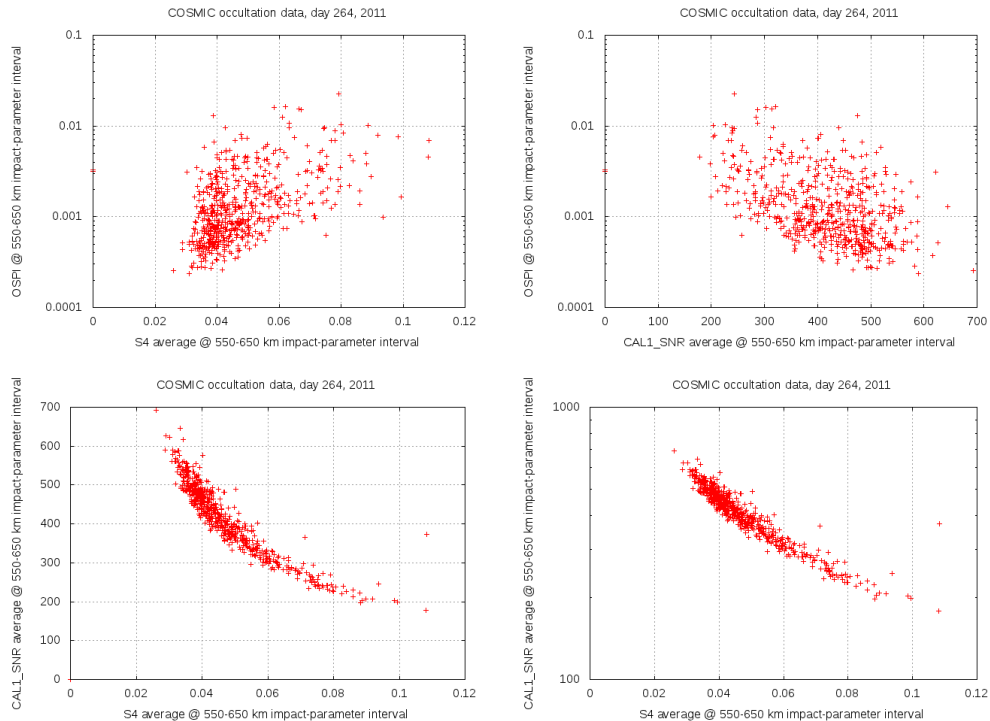 COSMIC occultation data, day 264, 2011
OSPI @ 550-650 km impact-parameter interval
0.1
0.01
0.001
0.0001
0 0.02 0.04 0.06 0.08 0.1 0.12
S4 average @ 550-650 km impact-parameter interval
COSMIC occultation data, day 264, 2011
OSPI @ 550-650 km impact-parameter interval
0.1
0.01
0.001
0.0001
0 100 200 300 400 500 600 700
CAL1_SNR average @ 550-650 km impact-parameter interval
COSMIC occultation data, day 264, 2011
CAL1_SNR average @ 550-650 km impact-parameter interval
700
600
500
400
300
200
100
0
0 0.02 0.04 0.06 0.08 0.1 0.12
S4 average @ 550-650 km impact-parameter interval
COSMIC occultation data, day 264, 2011
CAL1_SNR average @ 550-650 km impact-parameter interval
1000
100
0 0.02 0.04 0.06 0.08 0.1 0.12
S4 average @ 550-650 km impact-parameter interval